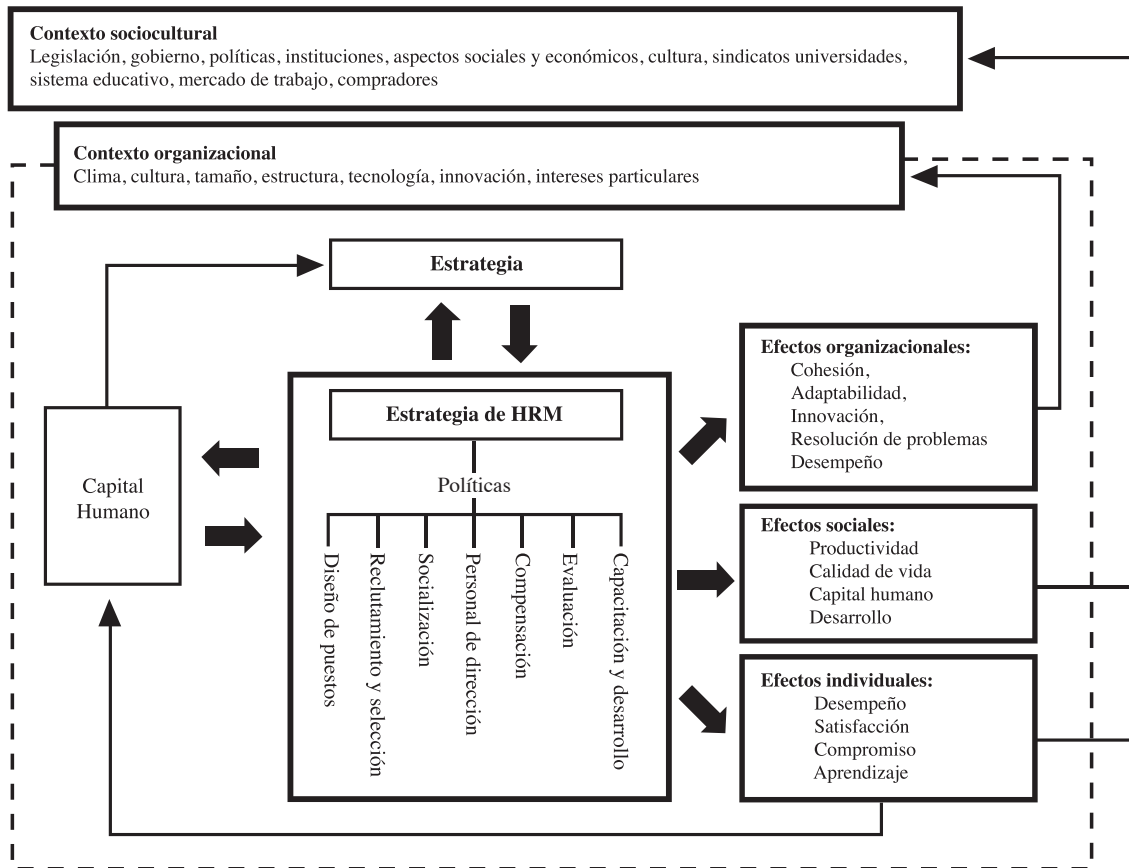 Contexto sociocultural
Legislación, gobierno, políticas, instituciones, aspectos sociales y económicos, cultura, sindicatos universidades,
sistema educativo, mercado de trabajo, compradores
Contexto organizacional
Clima, cultura, tamaño, estructura, tecnología, innovación, intereses particulares
Estrategia
Estrategia de HRM
Políticas
Diseño de puestos
Reclutamiento y selección
Socialización
Personal de dirección
Compensación
Evaluación
Capacitación y desarrollo
Capital
Humano
Efectos organizacionales:
Cohesión,
Adaptabilidad,
Innovación,
Resolución de problemas
Desempeño
Efectos sociales:
Productividad
Calidad de vida
Capital humano
Desarrollo
Efectos individuales:
Desempeño
Satisfacción
Compromiso
Aprendizaje